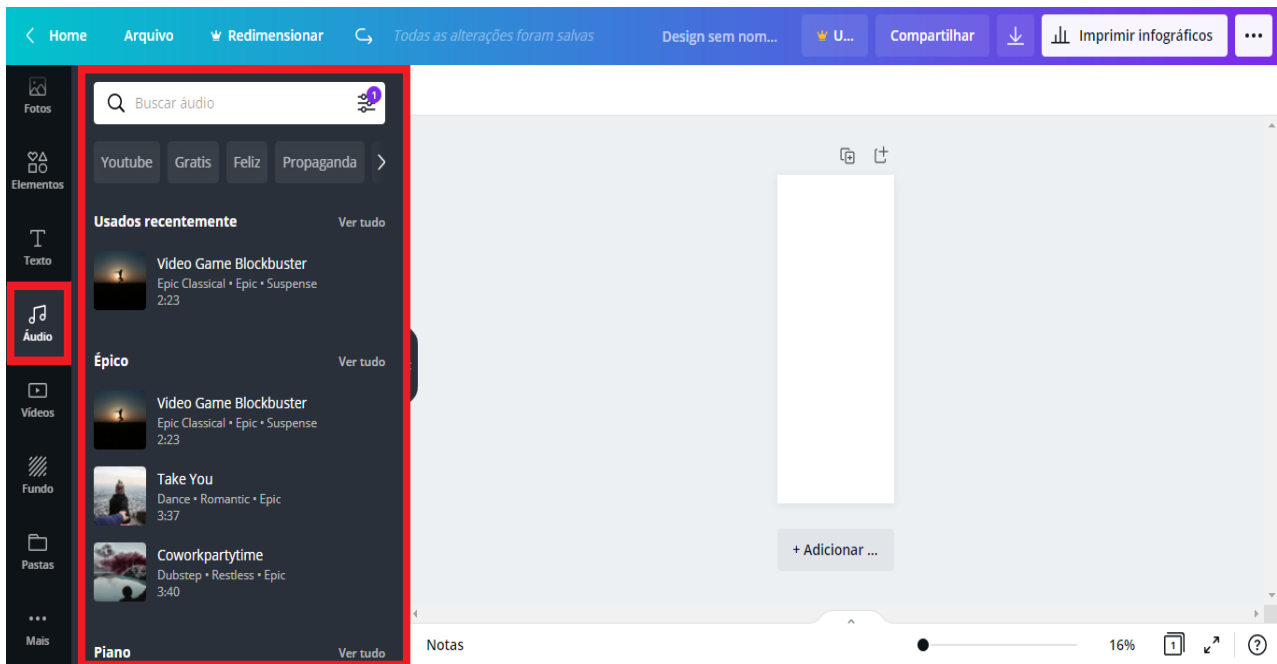 Home Arquivo Redimensionar Todas as alterações foram salvas Design sem nom... U... Compartilhar Imprimir infográficos
Fotos
Elementos
Texto
Áudio
Vídeos
Fundo
Pastas
Mais
Buscar áudio 1
Youtube Gratis Feliz Propaganda
Usados recentemente Ver tudo
Video Game Blockbuster
Epic Classical • Epic • Suspense
2:23
Épico Ver tudo
Video Game Blockbuster
Epic Classical • Epic • Suspense
2:23
Take You
Dance • Romantic • Epic
3:37
Coworkpartytime
Dubstep • Restless • Epic
3:40
Piano Ver tudo
+ Adicionar ...
Notas 16% 1 ?